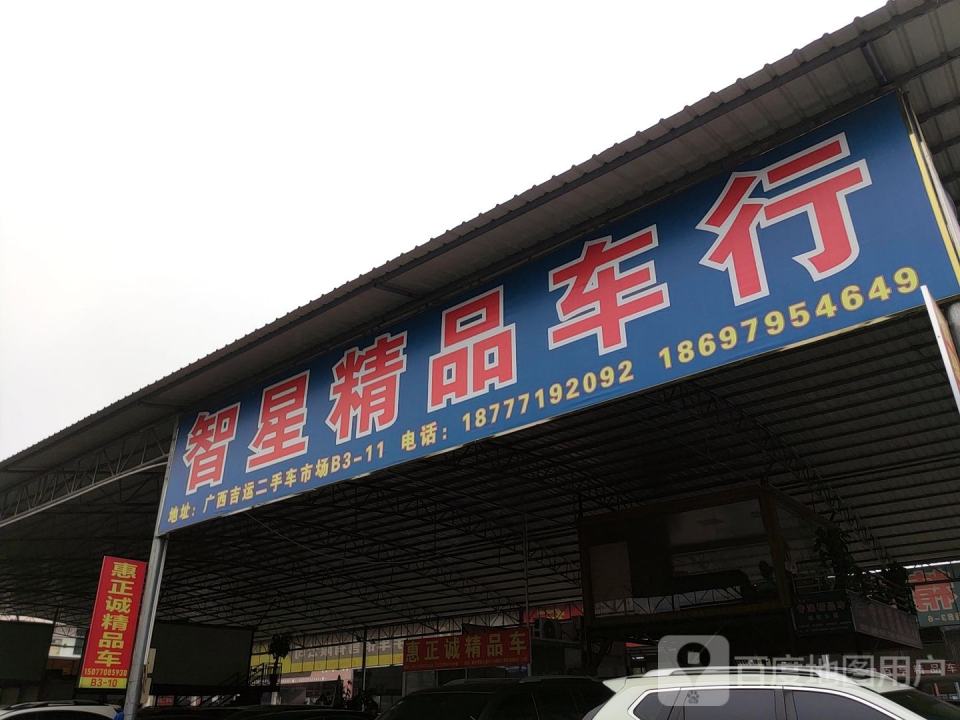 智星精品车行
地址：广西吉运二手车市场B3-11 电话：18777192092 18697954649
惠正诚精品车
15077008593
B3-10
惠正诚精品车
百度地图用户